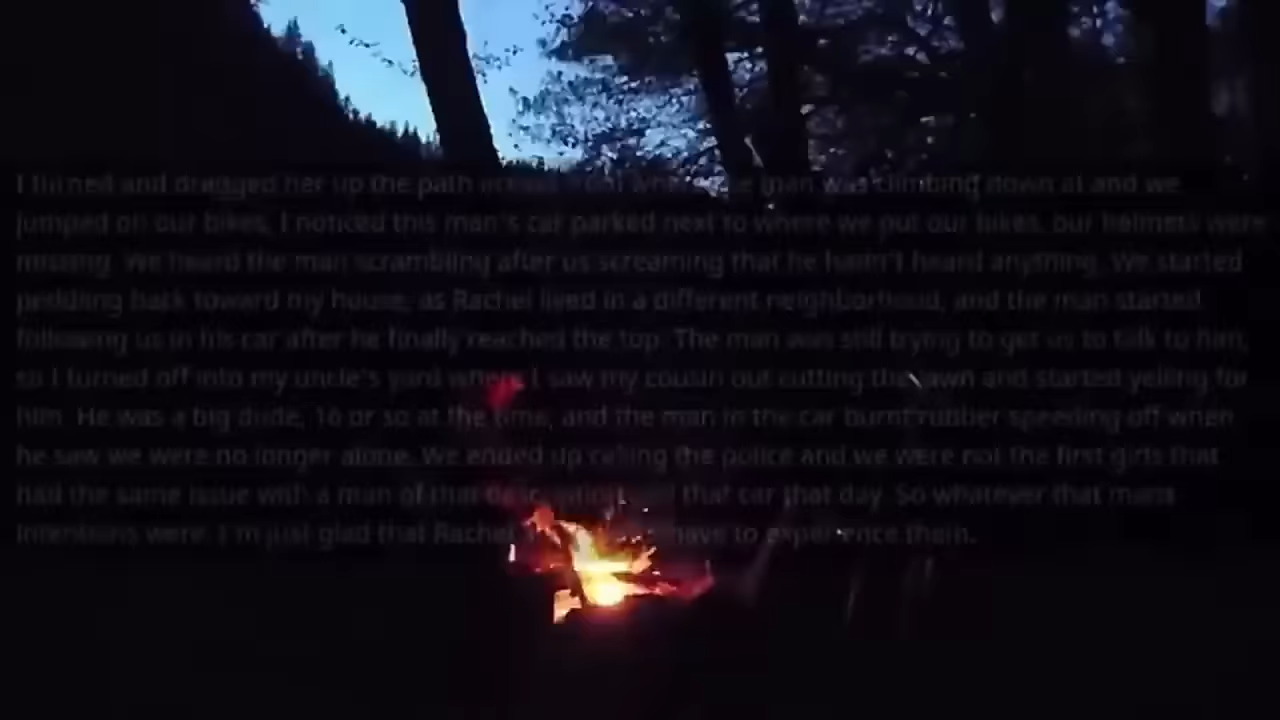 I turned and dragged her up the path man was climbing down at and we
jumped on our bikes, I noticed this man's car parked next to where we put our bikes, our helmets were
missing. We heard the man scrambling after us screaming that he hadn't heard anything. We started
pedding back toward my house, as Rachel lived in a different neighborhood, and the man started
following us in his car after he finally reached the top. The man was still trying to get us to talk to him,
so I turned off into my uncle's yard where I saw my cousin out cutting the lawn and started yelling for
him. He was a big dude, 16 or so at the time, and the man in the car burnt rubber speeding off when
he saw we were no longer alone. We ended up calling the police and we were not the first girls that
had the same issue with a man of that that car that day. So whatever that mans
intentions were. I'm just glad that Rachel have to experience them.